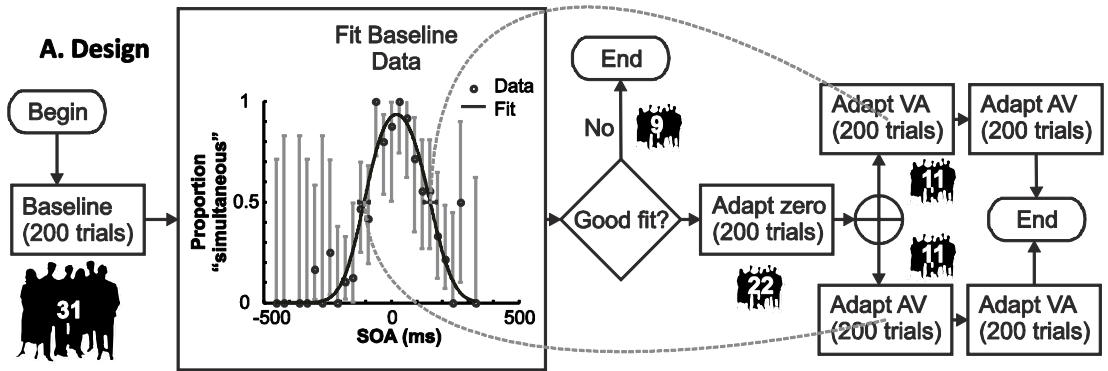 A. Design
Begin
Baseline
(200 trials)
31
Fit Baseline
Data
Data
Fit
Proportion
“simultaneous”
1
0.5
0
-500
0
500
SOA (ms)
End
No
9
Good fit?
Adapt zero
(200 trials)
22
Adapt VA
(200 trials)
Adapt AV
(200 trials)
11
End
11
Adapt AV
(200 trials)
Adapt VA
(200 trials)